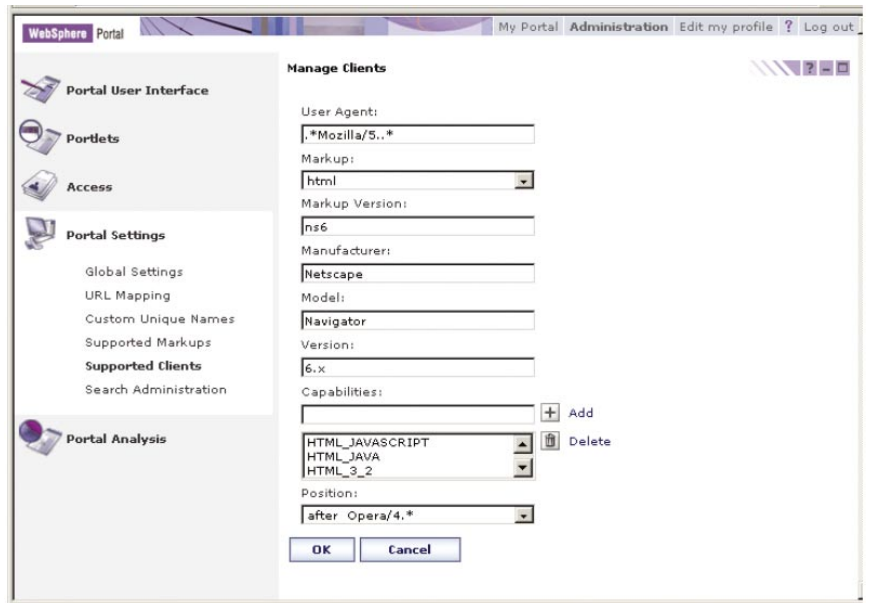 WebSphere Portal
My Portal Administration Edit my profile ? Log out
Portal User Interface
Portlets
Access
Portal Settings
Global Settings
URL Mapping
Custom Unique Names
Supported Markups
Supported Clients
Search Administration
Portal Analysis
Manage Clients
?
User Agent:
.*Mozilla/5..*
Markup:
html
Markup Version:
ns6
Manufacturer:
Netscape
Model:
Navigator
Version:
6.x
Capabilities:
+ Add
HTML_JAVASCRIPT
HTML_JAVA
HTML_3_2
Delete
Position:
after Opera/4.*
OK Cancel